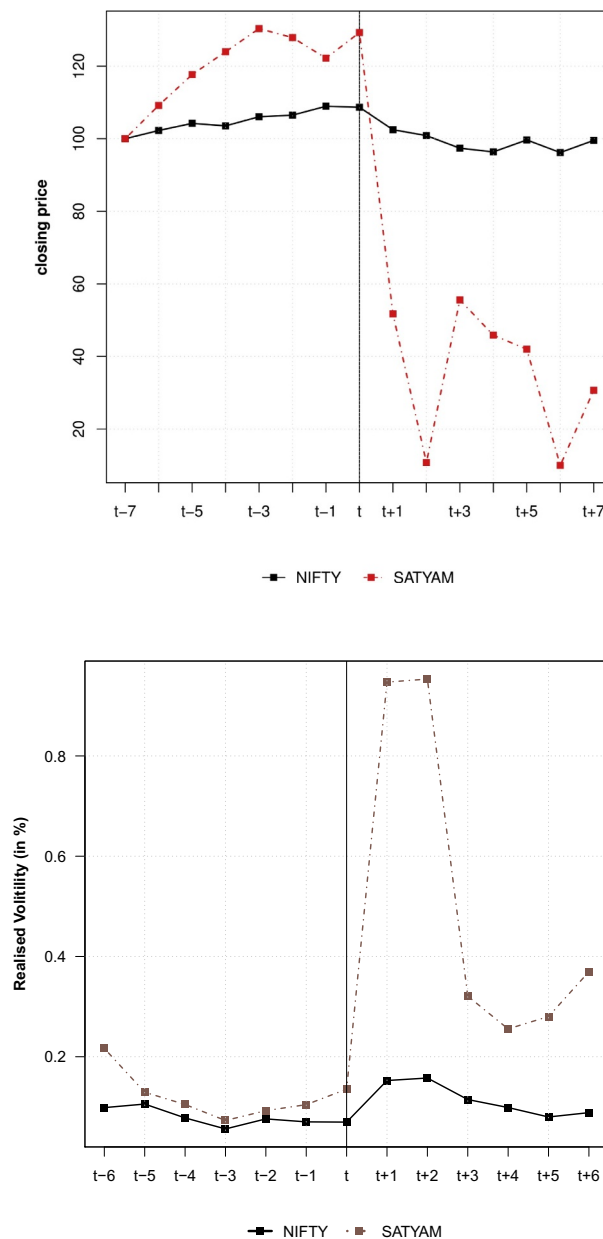 closing price
120
100
80
60
40
20
t−7 t−5 t−3 t−1 t t+1 t+3 t+5 t+7
NIFTY SATYAM
Realised Volitility (in %)
0.8
0.6
0.4
0.2
t−6 t−5 t−4 t−3 t−2 t−1 t t+1 t+2 t+3 t+4 t+5 t+6
NIFTY SATYAM